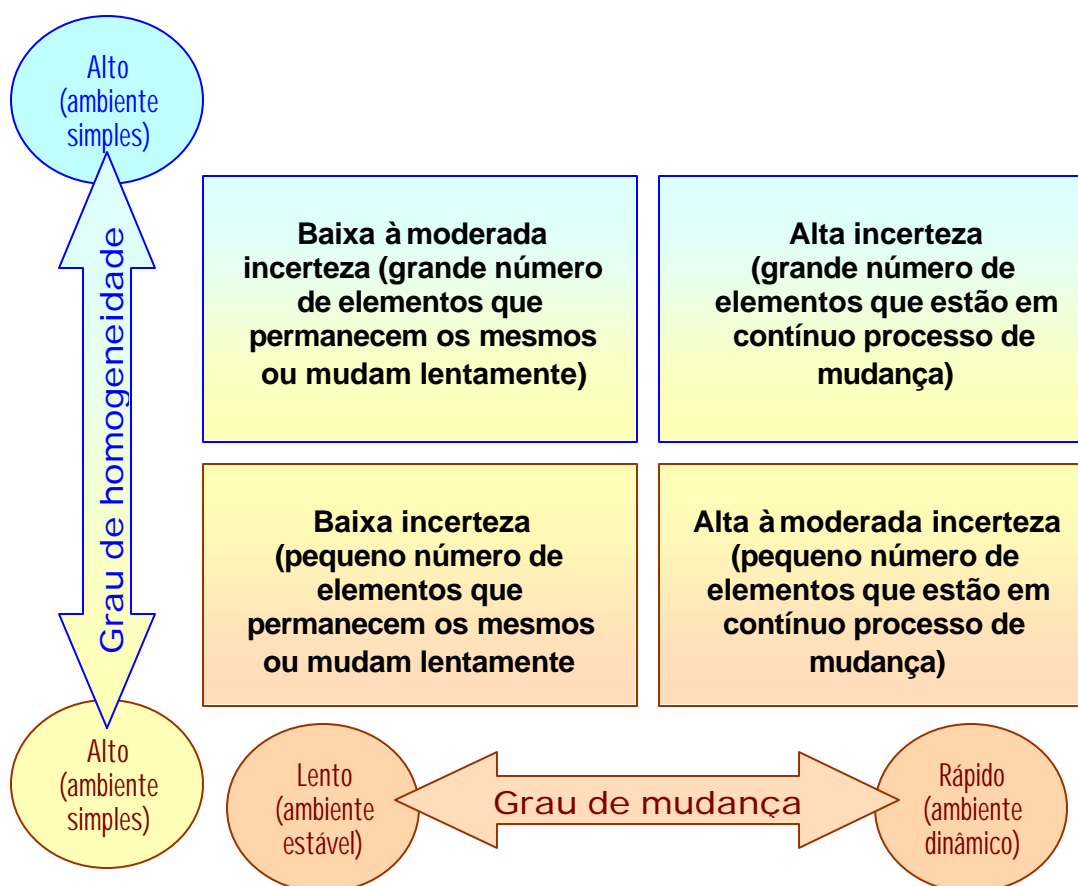 Alto
(ambiente
simples)
Grau de homogeneidade
Baixa à moderada
incerteza (grande número
de elementos que
permanecem os mesmos
ou mudam lentamente)
Alta incerteza
(grande número de
elementos que estão em
contínuo processo de
mudança)
Baixa incerteza
(pequeno número de
elementos que
permanecem os mesmos
ou mudam lentamente
Alta à moderada incerteza
(pequeno número de
elementos que estão em
contínuo processo de
mudança)
Alto
(ambiente
simples)
Lento
(ambiente
estável)
Grau de mudança
Rápido
(ambiente
dinâmico)